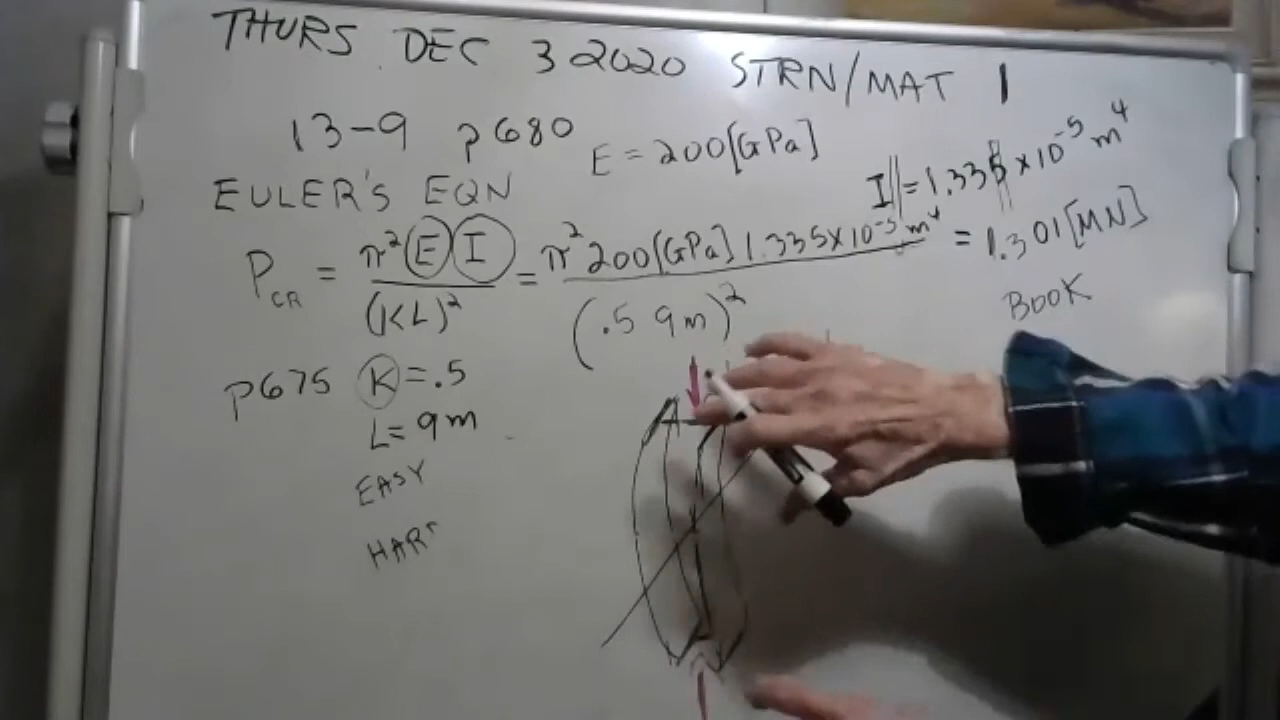 THURS DEC 3 2020 STRN/MAT 1
13-9 p680 E = 200[GPa] I = 1.335 x 10⁻⁵ m⁴
EULER'S EQN
P_CR = π² E I / (KL)² = π² 200[GPa] 1.335x10⁻⁵ m⁴ / (.5 9m)² = 1.301[MN]
BOOK
p675 K = .5
L = 9m
EASY
HAR